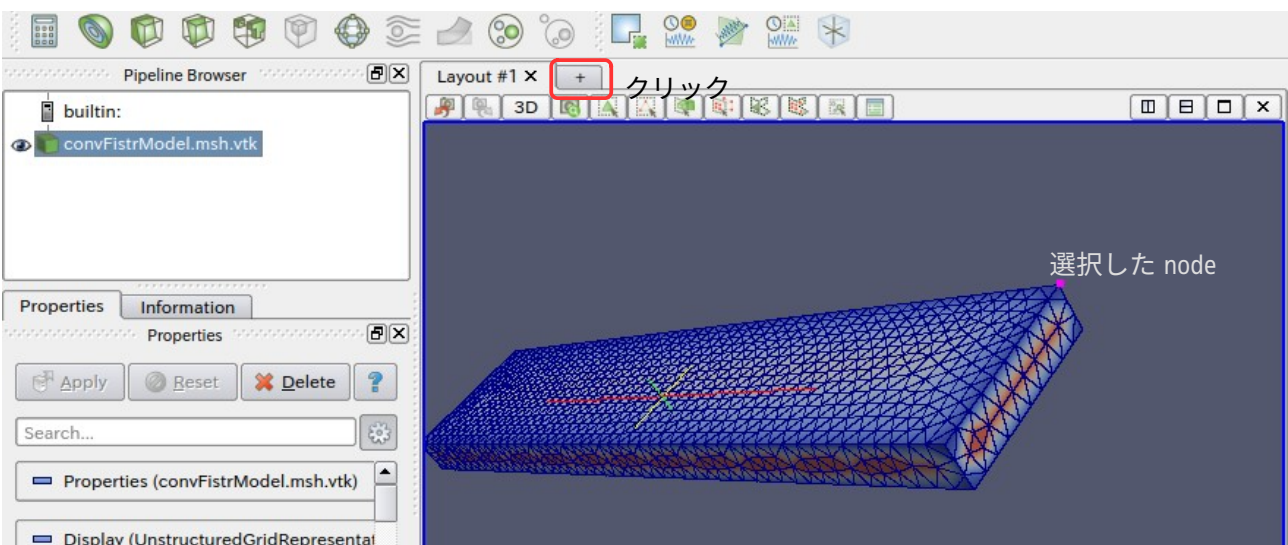 Pipeline Browser
Layout #1
+
クリック
builtin:
3D
convFistrModel.msh.vtk
選択した node
Properties
Information
Properties
Apply
Reset
Delete
?
Search...
Properties (convFistrModel.msh.vtk)
Display (UnstructuredGridRepresentat